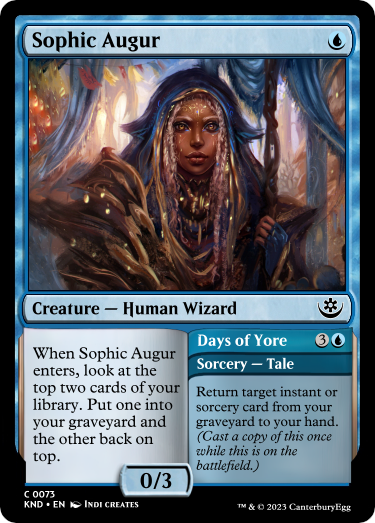 Sophic Augur
Creature — Human Wizard
When Sophic Augur
enters, look at the
top two cards of your
library. Put one into
your graveyard and
the other back on
top.
Days of Yore 3
Sorcery — Tale
Return target instant or
sorcery card from your
graveyard to your hand.
(Cast a copy of this once
while this is on the
battlefield.)
0/3
C 0073
KND • EN Indi Creates
™ & © 2023 CanterburyEgg